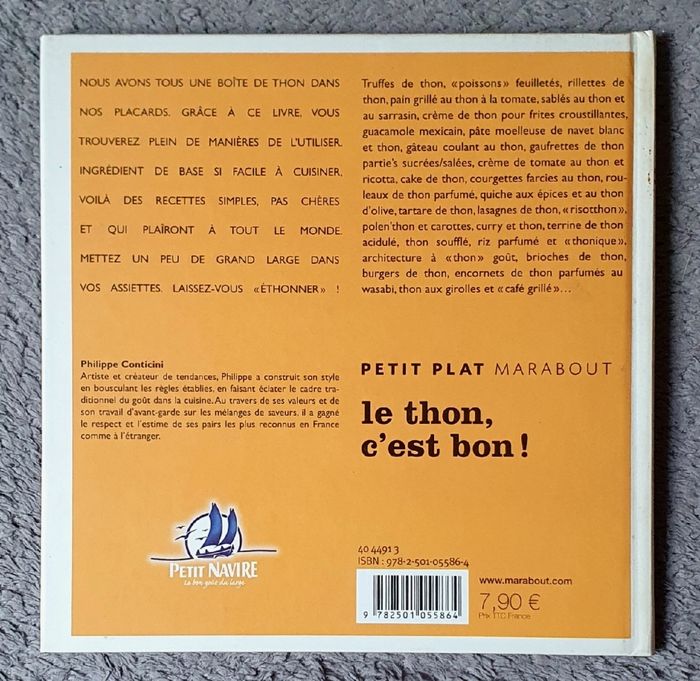 NOUS AVONS TOUS UNE BOÎTE DE THON DANS
NOS PLACARDS. GRÂCE À CE LIVRE, VOUS
TROUVEREZ PLEIN DE MANIÈRES DE L'UTILISER.
INGRÉDIENT DE BASE SI FACILE À CUISINER,
VOILÀ DES RECETTES SIMPLES, PAS CHÈRES
ET QUI PLAÎRONT À TOUT LE MONDE.
METTEZ UN PEU DE GRAND LARGE DANS
VOS ASSIETTES. LAISSEZ-VOUS «ÉTHONNER» !
Truffes de thon, «poissons» feuilletés, rillettes de
thon, pain grillé au thon à la tomate, sablés au thon et
au sarrasin, crème de thon pour frites croustillantes,
guacamole mexicain, pâte moelleuse de navet blanc
et thon, gâteau coulant au thon, gaufrettes de thon
partie's sucrées/salées, crème de tomate au thon et
ricotta, cake de thon, courgettes farcies au thon, rou-
leaux de thon parfumé, quiche aux épices et au thon
d'olive, tartare de thon, lasagnes de thon, «risotthon»,
polen'thon et carottes, curry et thon, terrine de thon
acidulé, thon soufflé, riz parfumé et «thonique»,
architecture à «thon» goût, brioches de thon,
burgers de thon, encornets de thon parfumés au
wasabi, thon aux girolles et «café grillé»...
Philippe Conticini
Artiste et créateur de tendances, Philippe a construit son style
en bousculant les règles établies, en faisant éclater le cadre tra-
ditionnel du goût dans la cuisine. Au travers de ses valeurs et de
son travail d'avant-garde sur les mélanges de saveurs, il a gagné
le respect et l'estime de ses pairs les plus reconnus en France
comme à l'étranger.
PETIT PLAT MARABOUT
le thon,
c'est bon !
PETIT NAVIRE
Le bon goût du large
40 4491 3
ISBN : 978-2-501-05586-4
9 782501 055864
www.marabout.com
7,90 €
Prix TTC France